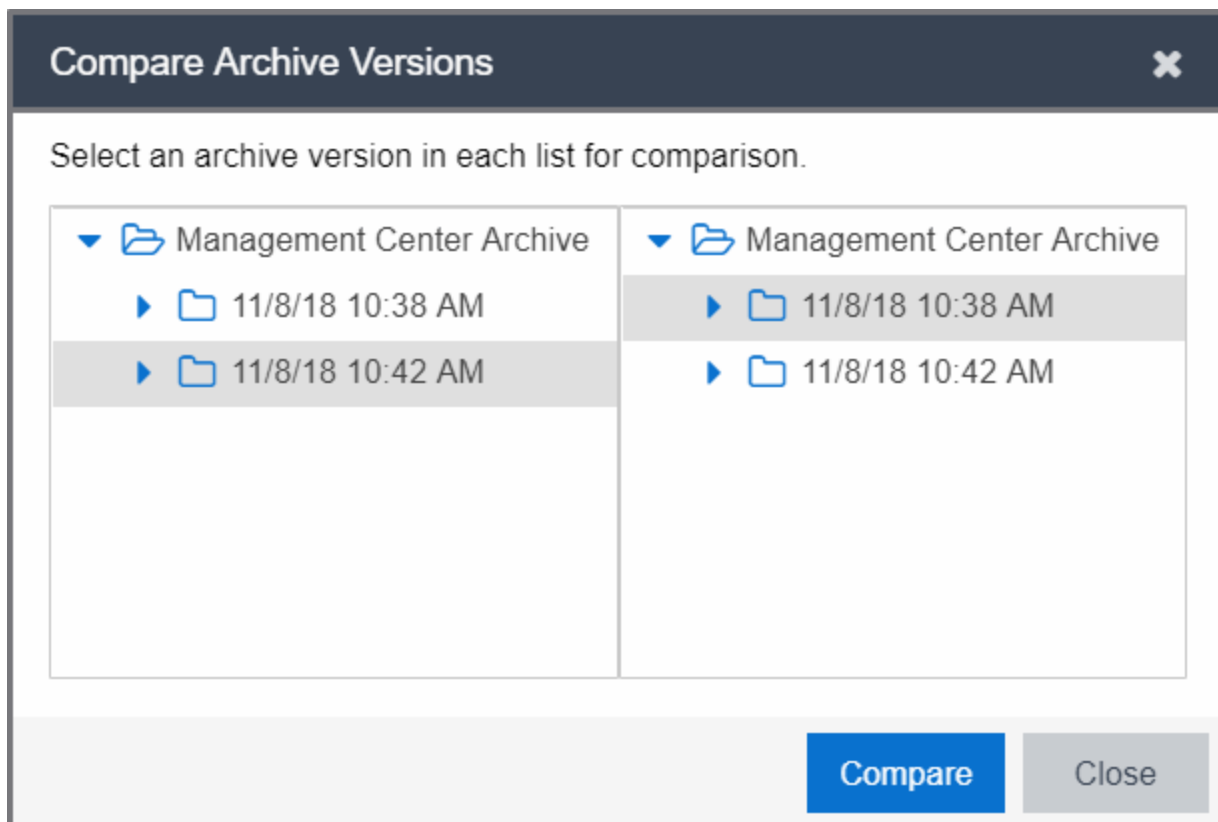 Compare Archive Versions
Select an archive version in each list for comparison.
Management Center Archive
11/8/18 10:38 AM
11/8/18 10:42 AM
Management Center Archive
11/8/18 10:38 AM
11/8/18 10:42 AM
Compare
Close